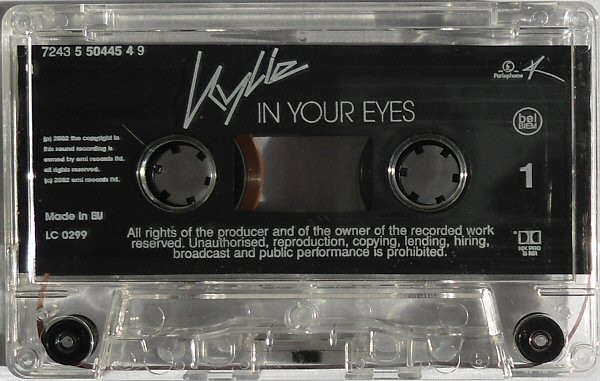 7243 5 50445 4 9
Kylie
IN YOUR EYES
Parlophone
(p) 2002 the copyright in
this sound recording is
owned by emi records ltd.
all rights reserved.
(c) 2002 emi records ltd.
bel
BIEM
1
Made in EU
LC 0299
All rights of the producer and of the owner of the recorded work
reserved. Unauthorised, reproduction, copying, lending, hiring,
broadcast and public performance is prohibited.
HX PRO
B NR